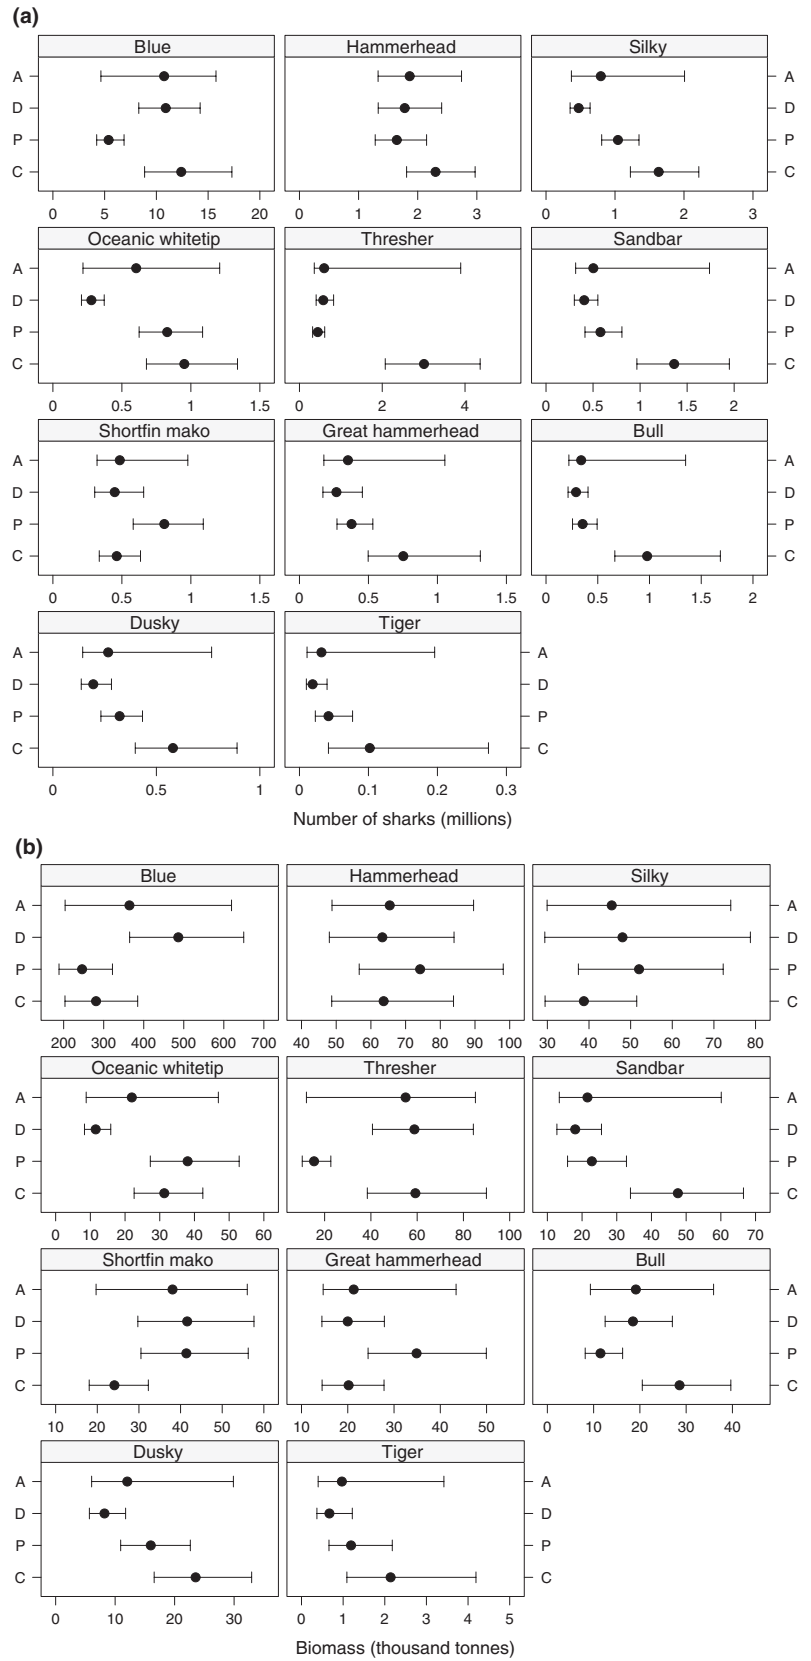 (a)
Blue Hammerhead Silky
A A
D D
P P
C C
0 5 10 15 20 0 1 2 3 0 1 2 3
Oceanic whitetip Thresher Sandbar
A A
D D
P P
C C
0 0.5 1 1.5 0 2 4 0 0.5 1 1.5 2
Shortfin mako Great hammerhead Bull
A A
D D
P P
C C
0 0.5 1 1.5 0 0.5 1 1.5 0 0.5 1 1.5 2
Dusky Tiger
A A
D D
P P
C C
0 0.5 1 0 0.1 0.2 0.3
Number of sharks (millions)
(b)
Blue Hammerhead Silky
A A
D D
P P
C C
200 300 400 500 600 700 40 50 60 70 80 90 100 30 40 50 60 70 80
Oceanic whitetip Thresher Sandbar
A A
D D
P P
C C
0 10 20 30 40 50 60 20 40 60 80 100 10 20 30 40 50 60 70
Shortfin mako Great hammerhead Bull
A A
D D
P P
C C
10 20 30 40 50 60 10 20 30 40 50 0 10 20 30 40
Dusky Tiger
A A
D D
P P
C C
0 10 20 30 0 1 2 3 4 5
Biomass (thousand tonnes)